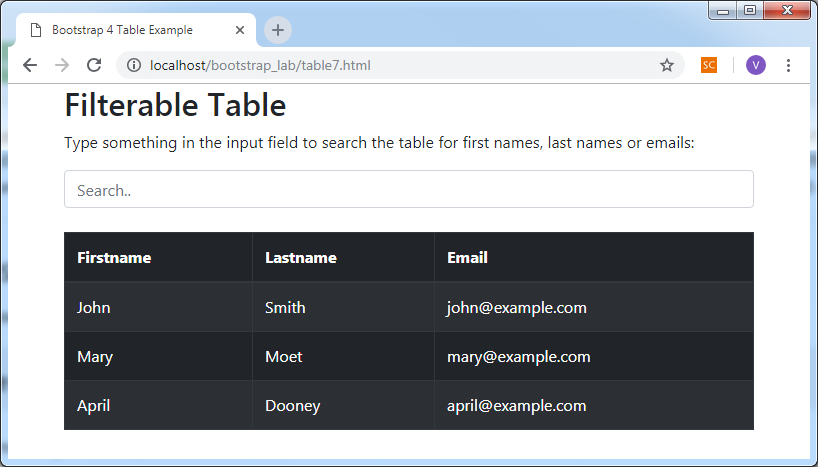 Bootstrap 4 Table Example
localhost/bootstrap_lab/table7.html
SC
V
Filterable Table
Type something in the input field to search the table for first names, last names or emails:
Search..
Firstname Lastname Email
John Smith john@example.com
Mary Moet mary@example.com
April Dooney april@example.com